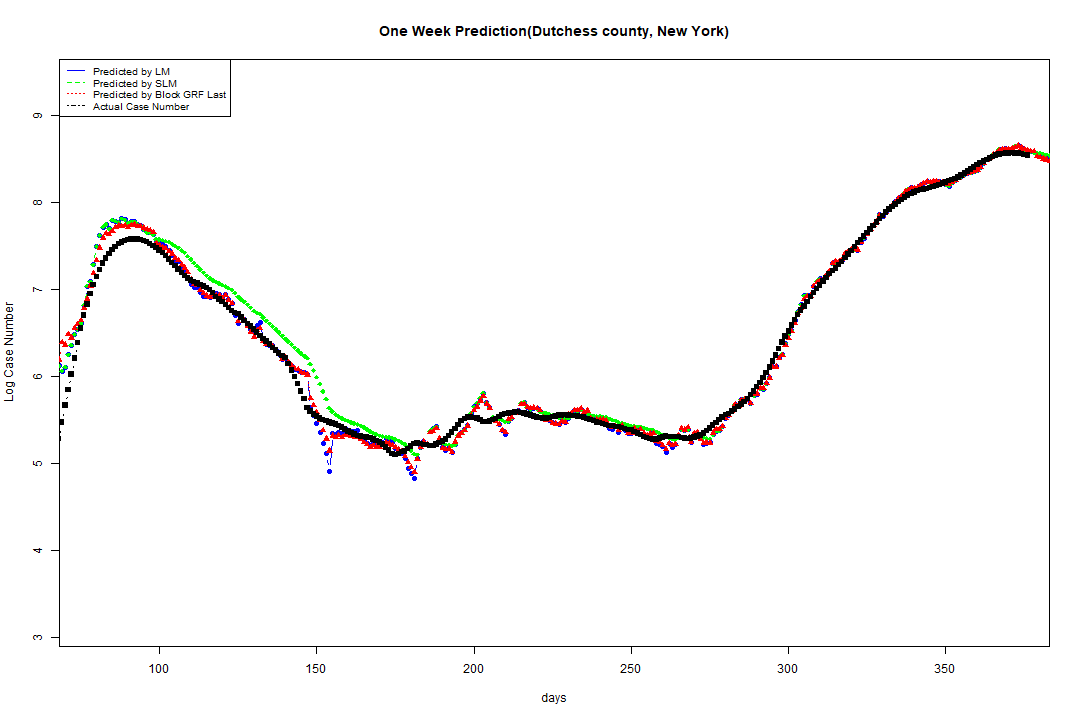 One Week Prediction(Dutchess county, New York)
Predicted by LM
Predicted by SLM
Predicted by Block GRF Last
Actual Case Number
9
8
7
6
5
4
3
Log Case Number
100 150 200 250 300 350
days